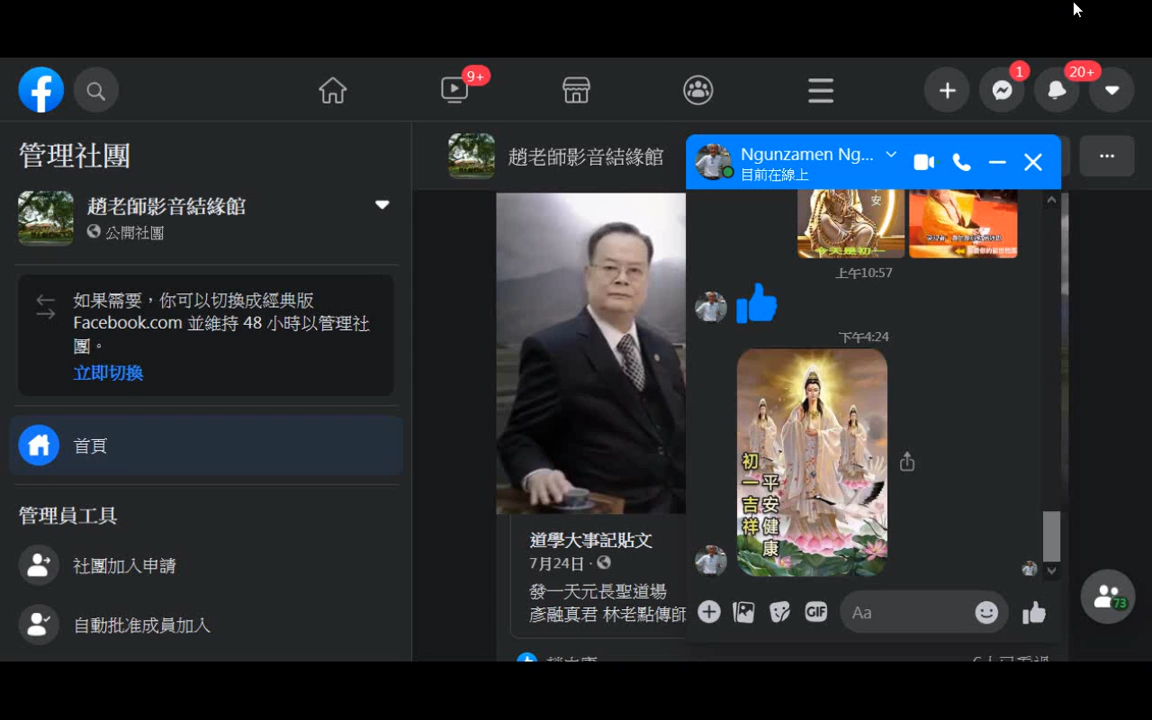 9+
1
20+
管理社團
趙老師影音結緣館
公開社團
如果需要,你可以切換成經典版
Facebook.com 並維持 48 小時以管理社
團。
立即切換
首頁
管理員工具
社團加入申請
自動批准成員加入
趙老師影音結緣館
道學大事記貼文
7月24日 ·
發一天元長聖道場
彥融真君 林老點傳師
Ngunzamen Ng...
目前在線上
安
今天是初一
上午10:57
下午4:24
初一吉祥
平安健康
GIF
Aa
73